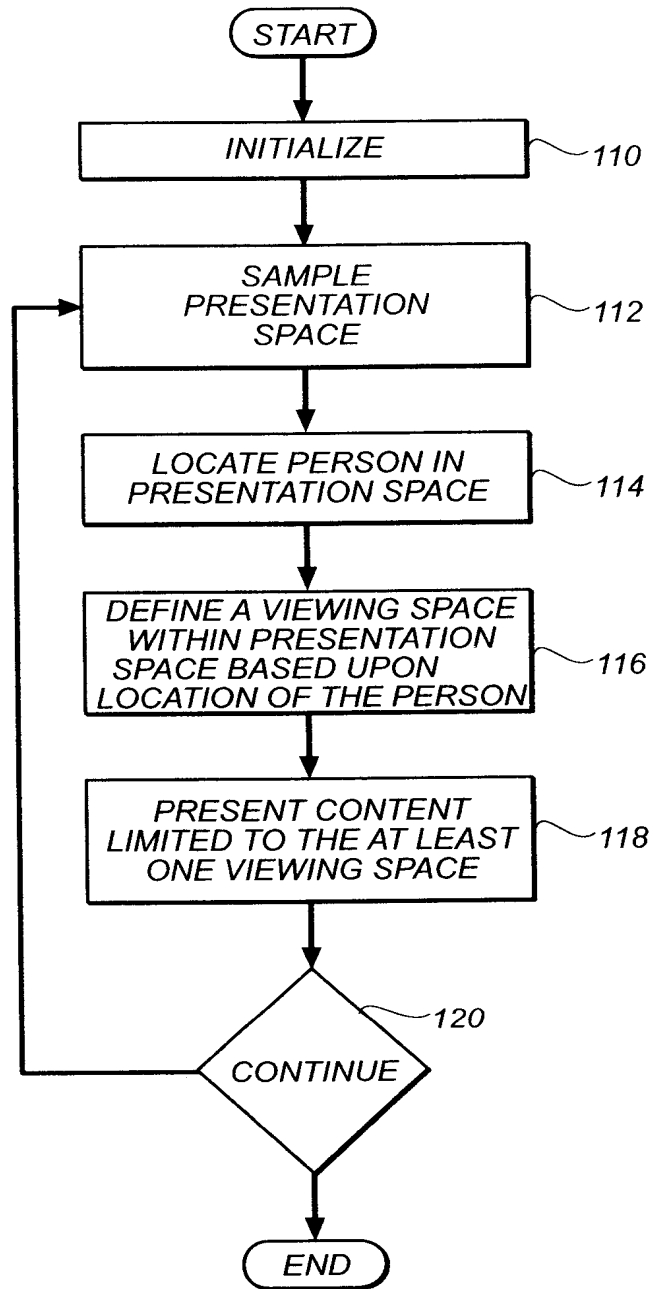 START
INITIALIZE
110
SAMPLE
PRESENTATION
SPACE
112
LOCATE PERSON IN
PRESENTATION SPACE
114
DEFINE A VIEWING SPACE
WITHIN PRESENTATION
SPACE BASED UPON
LOCATION OF THE PERSON
116
PRESENT CONTENT
LIMITED TO THE AT LEAST
ONE VIEWING SPACE
118
120
CONTINUE
END